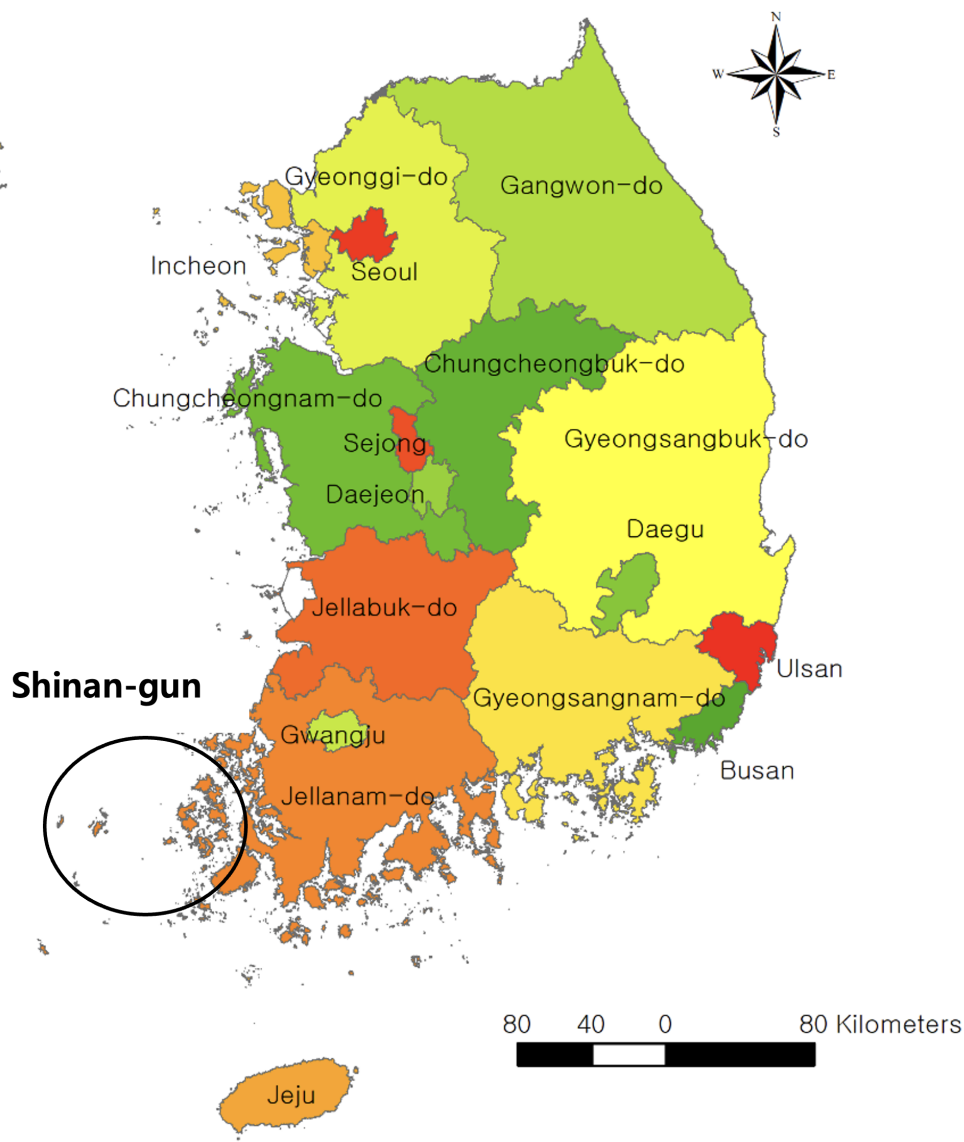 N
W E
S
Gyeonggi-do
Gangwon-do
Incheon
Seoul
Chungcheongbuk-do
Chungcheongnam-do
Sejong
Gyeongsangbuk-do
Daejeon
Daegu
Jellabuk-do
Ulsan
Shinan-gun
Gyeongsangnam-do
Gwangju
Busan
Jellanam-do
80 40 0 80 Kilometers
Jeju